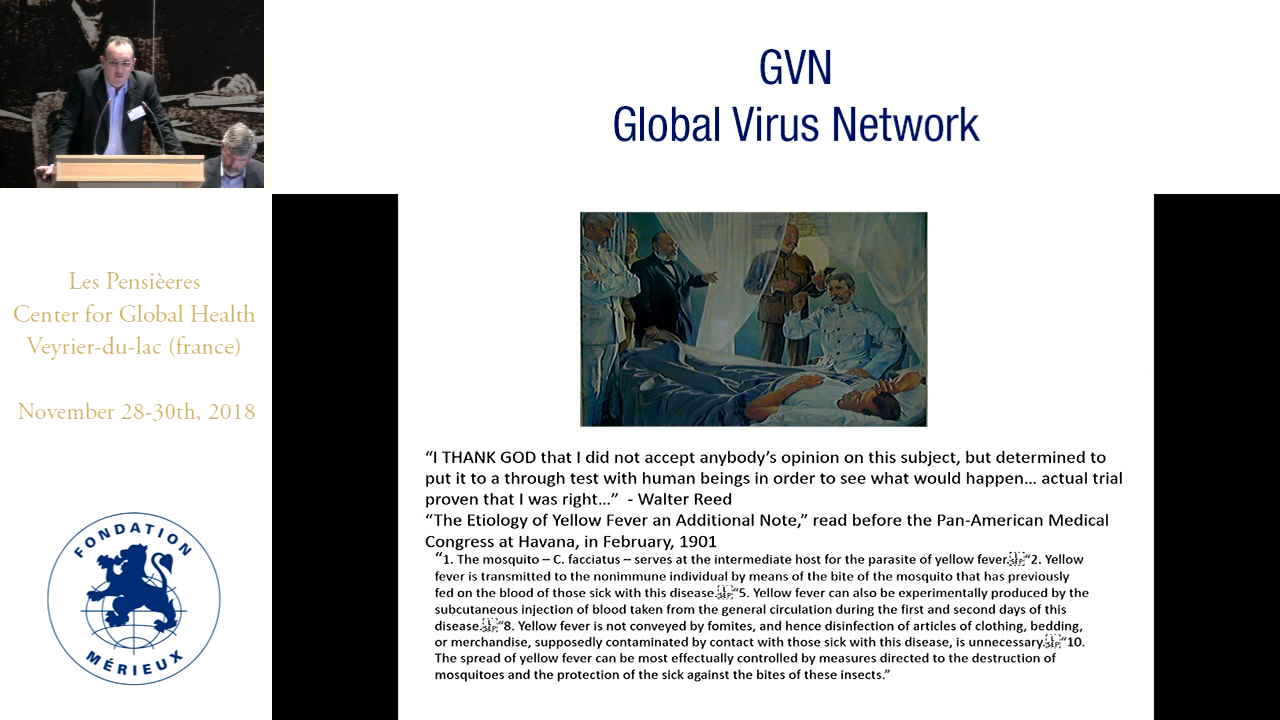 GVN
Global Virus Network
Les Pensièeres
Center for Global Health
Veyrier-du-lac (france)
November 28-30th, 2018
FONDATION
MÉRIEUX
“I THANK GOD that I did not accept anybody’s opinion on this subject, but determined to
put it to a through test with human beings in order to see what would happen… actual trial
proven that I was right…”  - Walter Reed
“The Etiology of Yellow Fever an Additional Note,” read before the Pan-American Medical
Congress at Havana, in February, 1901
“1. The mosquito – C. facciatus – serves at the intermediate host for the parasite of yellow fever. “2. Yellow
fever is transmitted to the nonimmune individual by means of the bite of the mosquito that has previously
fed on the blood of those sick with this disease. “5. Yellow fever can also be experimentally produced by the
subcutaneous injection of blood taken from the general circulation during the first and second days of this
disease. “8. Yellow fever is not conveyed by fomites, and hence disinfection of articles of clothing, bedding,
or merchandise, supposedly contaminated by contact with those sick with this disease, is unnecessary. “10.
The spread of yellow fever can be most effectually controlled by measures directed to the destruction of
mosquitoes and the protection of the sick against the bites of these insects.”